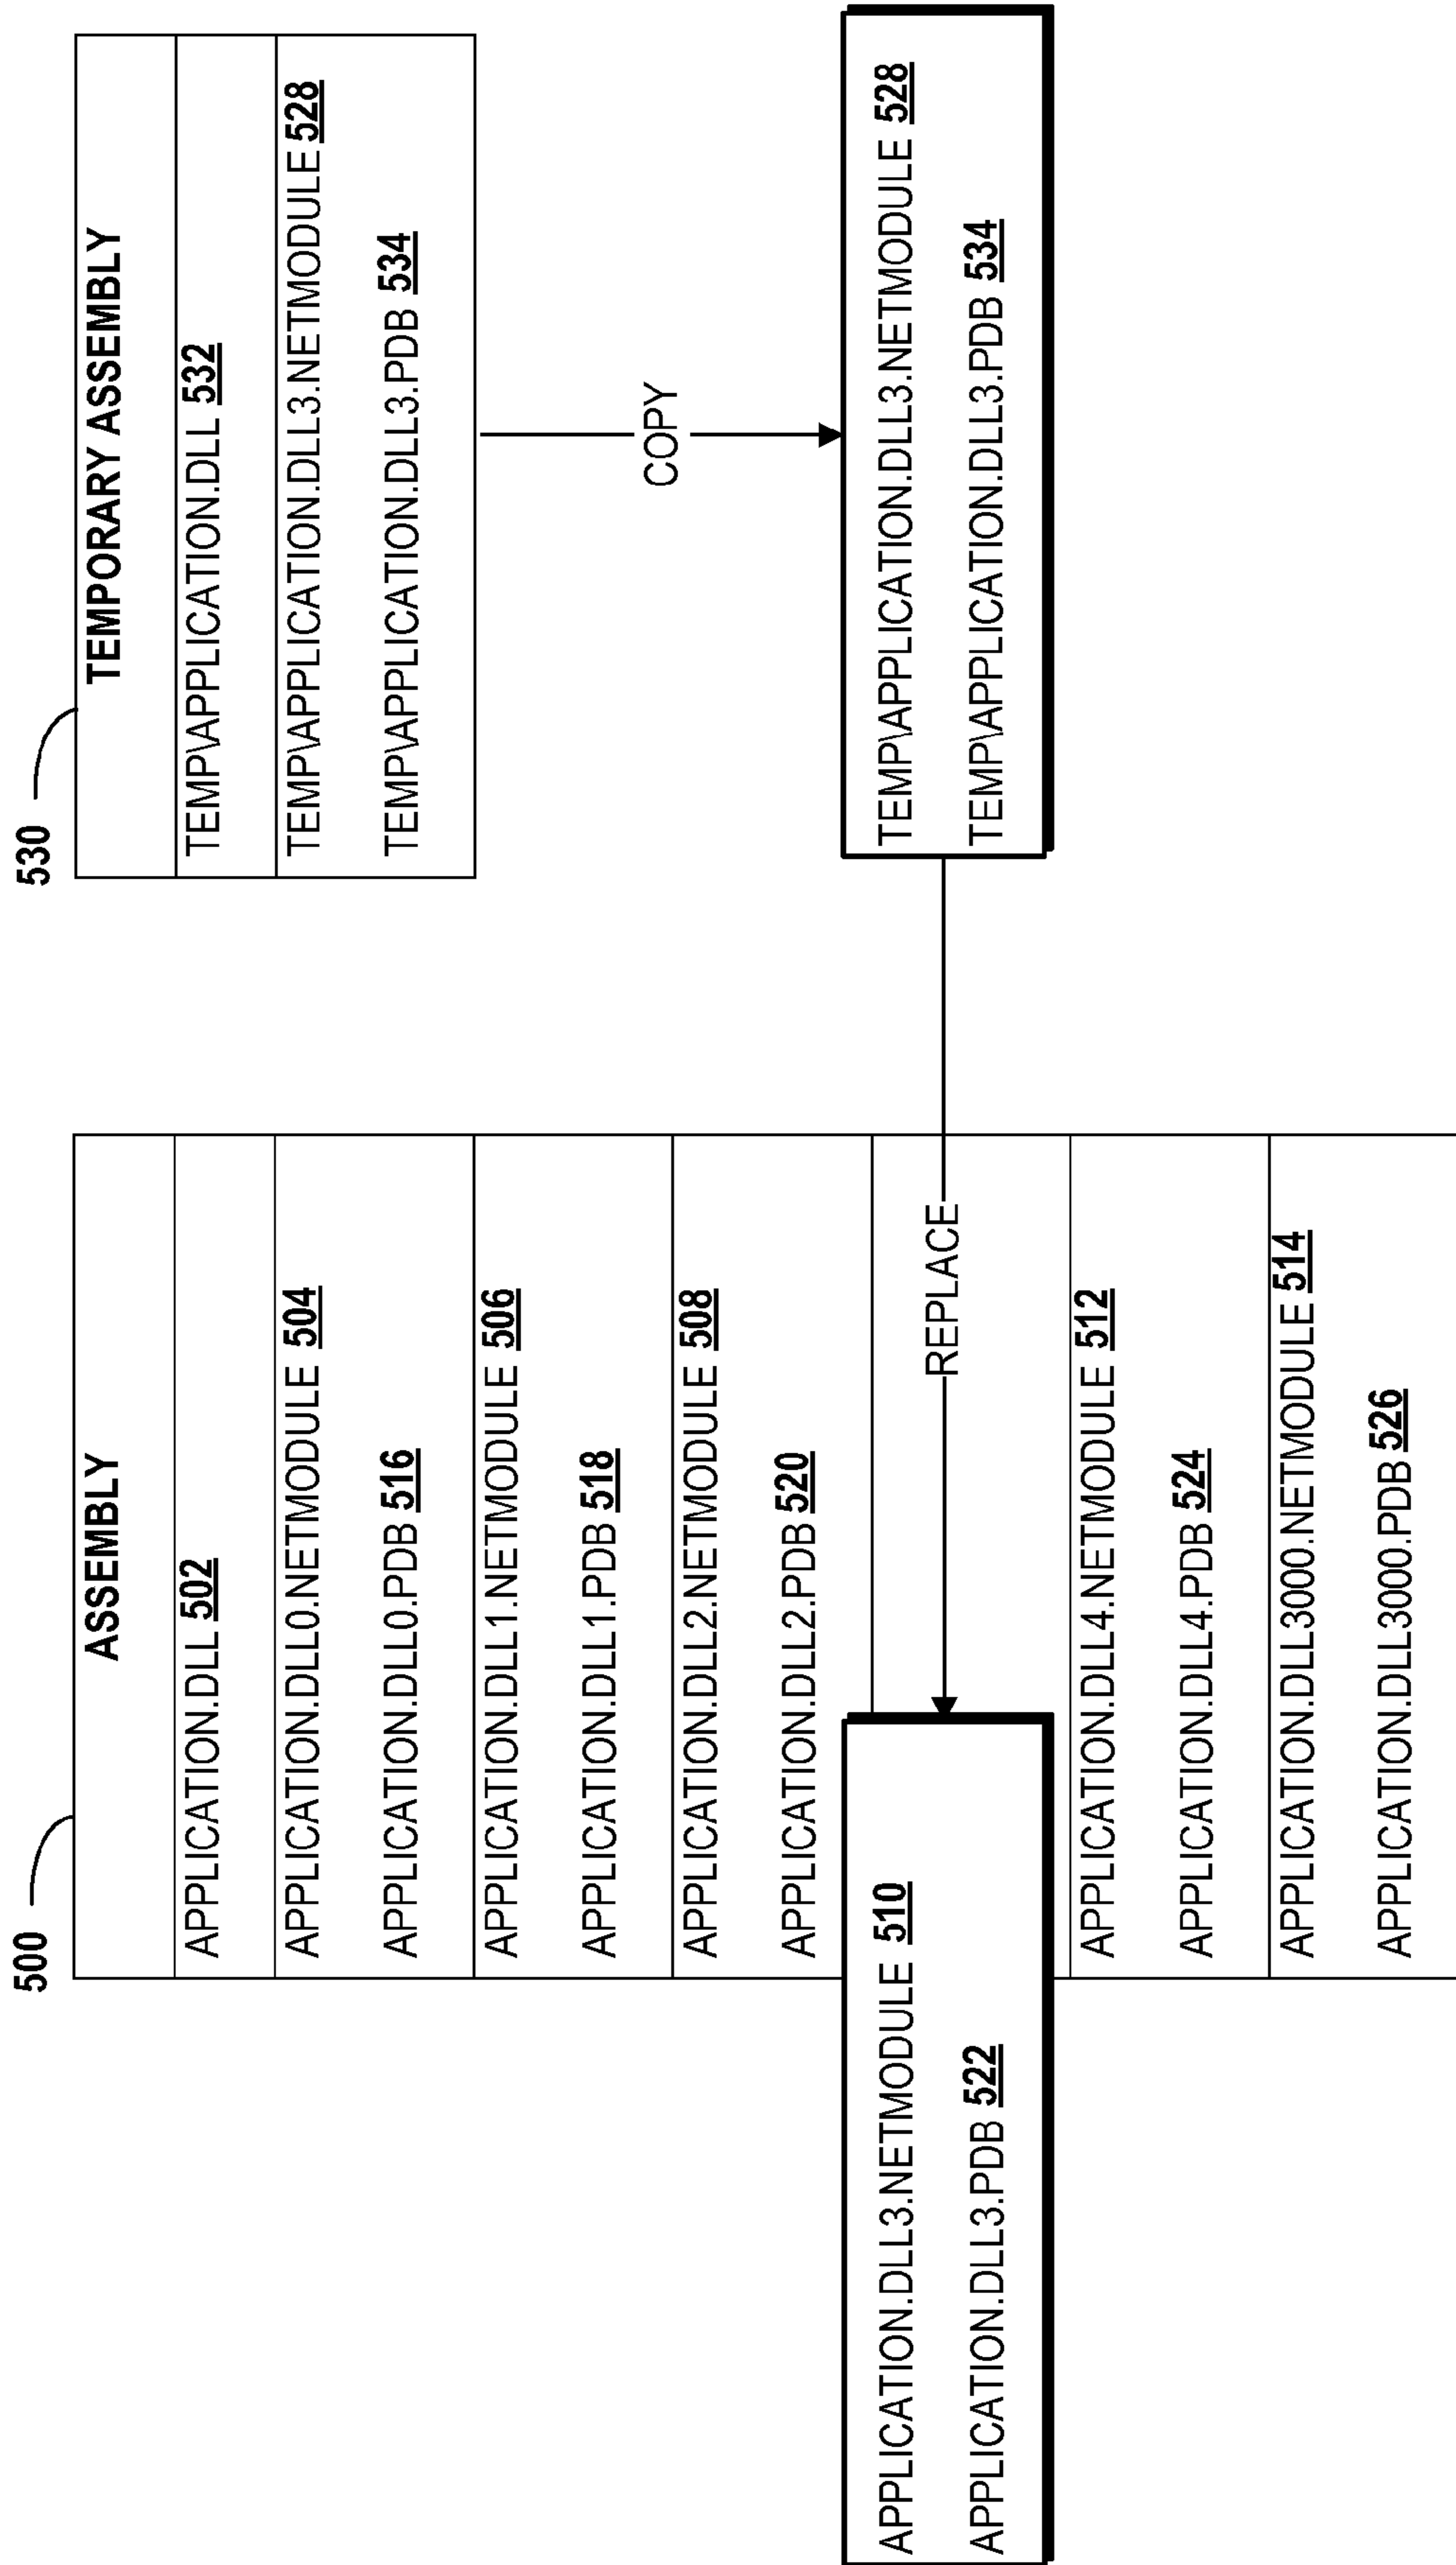 500
ASSEMBLY
APPLICATION.DLL 502
APPLICATION.DLL0.NETMODULE 504
APPLICATION.DLL0.PDB 516
APPLICATION.DLL1.NETMODULE 506
APPLICATION.DLL1.PDB 518
APPLICATION.DLL2.NETMODULE 508
APPLICATION.DLL2.PDB 520
APPLICATION.DLL3.NETMODULE 510
APPLICATION.DLL3.PDB 522
REPLACE
APPLICATION.DLL4.NETMODULE 512
APPLICATION.DLL4.PDB 524
APPLICATION.DLL3000.NETMODULE 514
APPLICATION.DLL3000.PDB 526
530
TEMPORARY ASSEMBLY
TEMP\APPLICATION.DLL 532
TEMP\APPLICATION.DLL3.NETMODULE 528
TEMP\APPLICATION.DLL3.PDB 534
COPY
TEMP\APPLICATION.DLL3.NETMODULE 528
TEMP\APPLICATION.DLL3.PDB 534